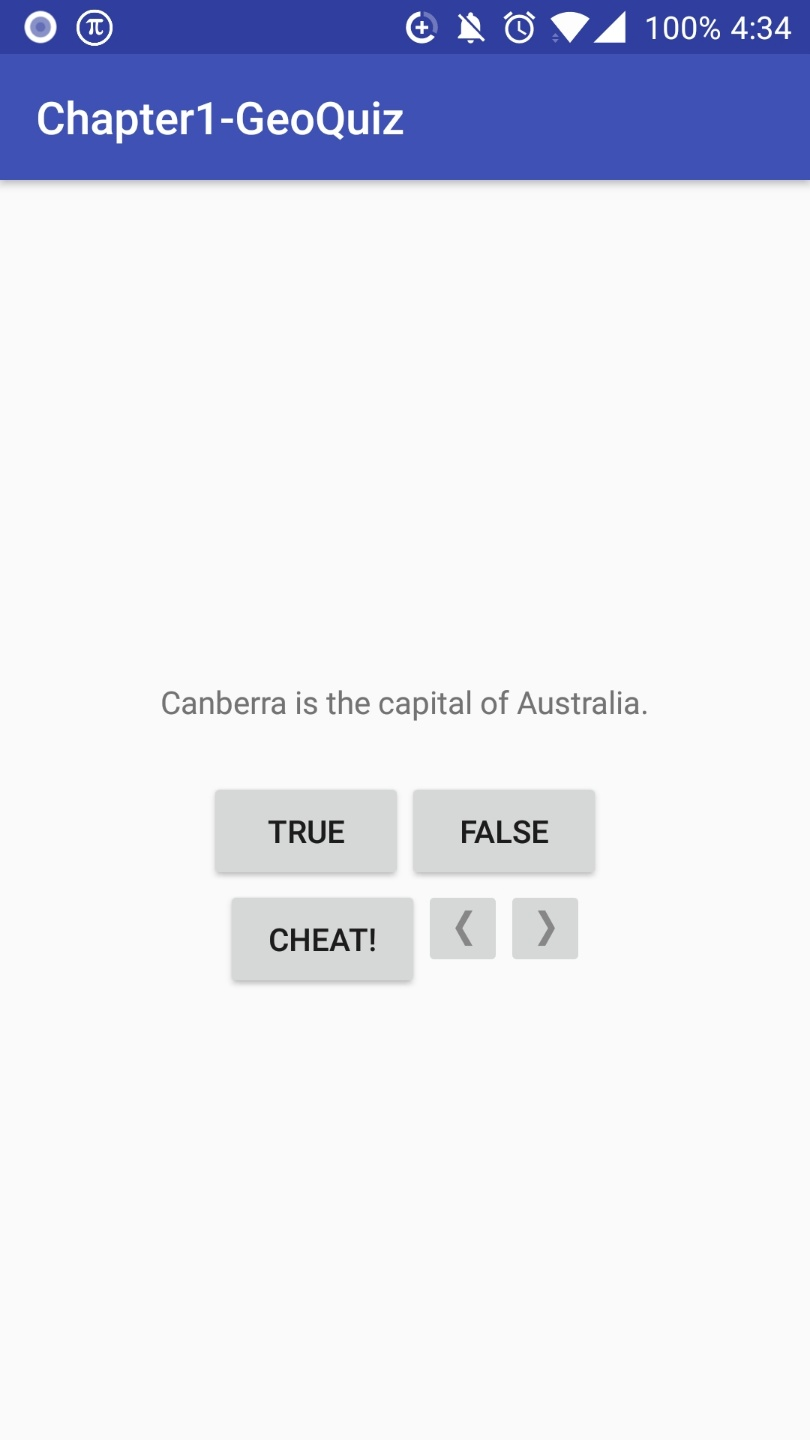 100% 4:34
Chapter1-GeoQuiz
Canberra is the capital of Australia.
TRUE FALSE
CHEAT! ❬ ❭